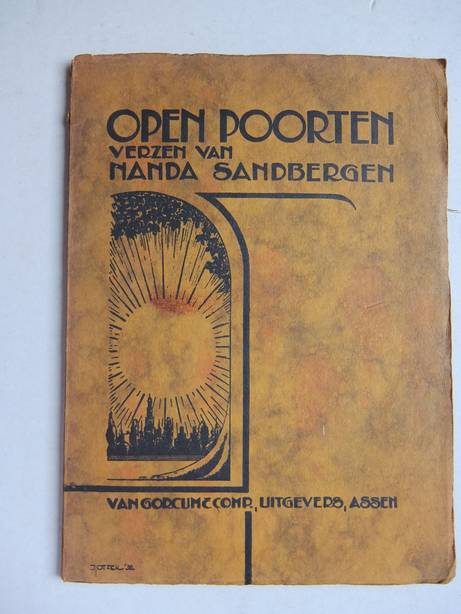 OPEN POORTEN
VERZEN VAN
NANDA SANDBERGEN
VAN GORCUM & COMP., UITGEVERS, ASSEN